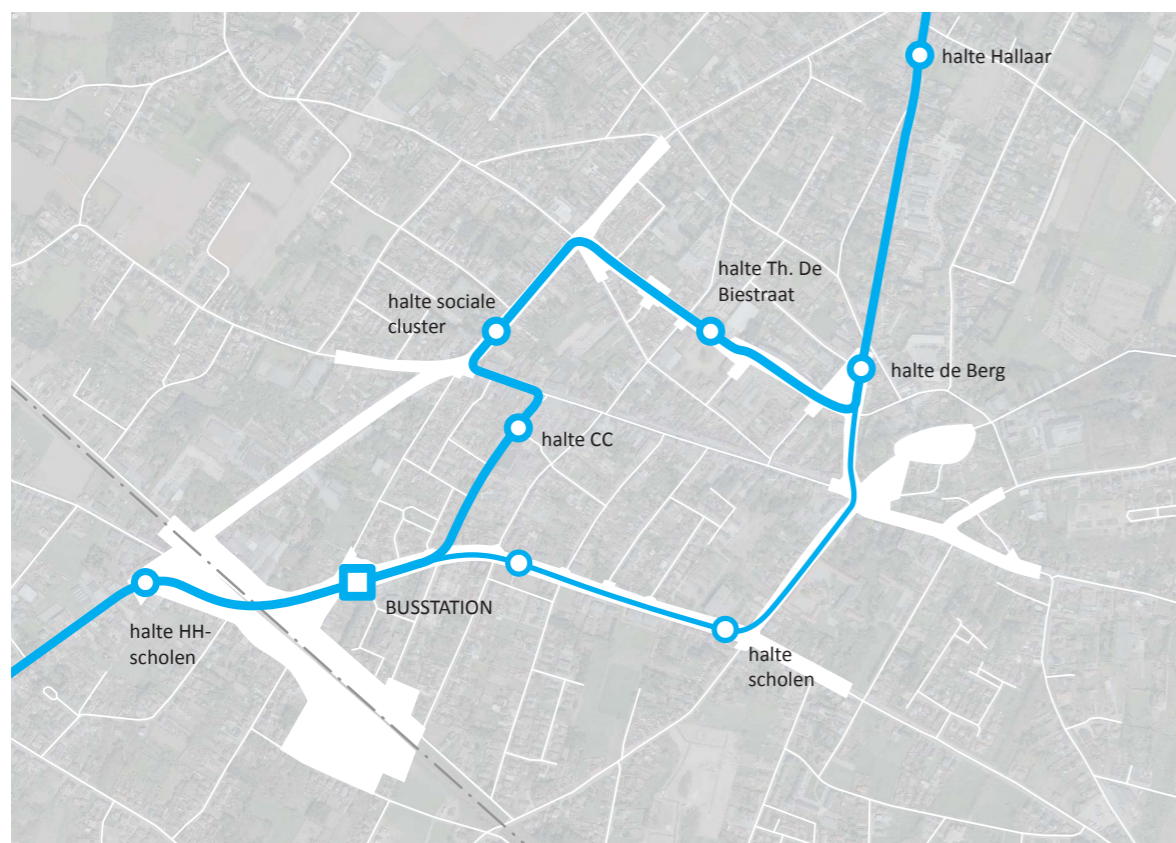 halte Hallaar
halte Th. De
Biestraat
halte sociale
cluster
halte de Berg
halte CC
BUSSTATION
halte HH-
scholen
halte
scholen